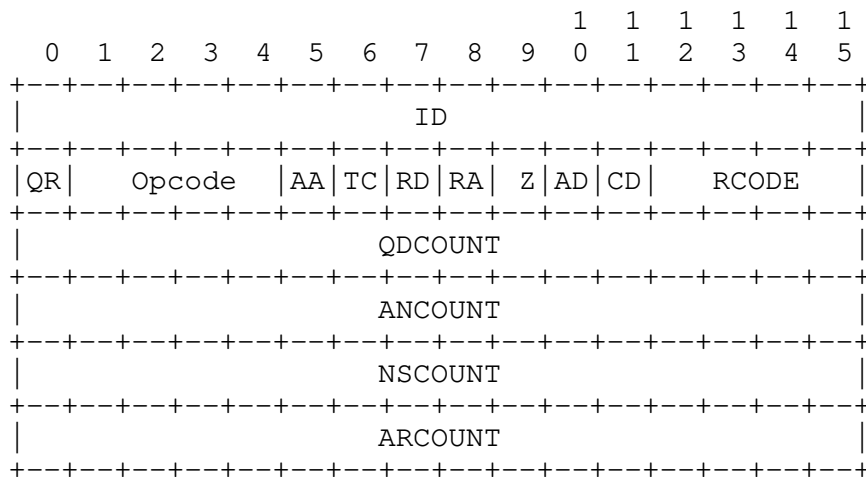 1  1  1  1  1  1
  0  1  2  3  4  5  6  7  8  9  0  1  2  3  4  5
+--+--+--+--+--+--+--+--+--+--+--+--+--+--+--+--+
|                      ID                       |
+--+--+--+--+--+--+--+--+--+--+--+--+--+--+--+--+
|QR|   Opcode  |AA|TC|RD|RA| Z|AD|CD|   RCODE   |
+--+--+--+--+--+--+--+--+--+--+--+--+--+--+--+--+
|                    QDCOUNT                    |
+--+--+--+--+--+--+--+--+--+--+--+--+--+--+--+--+
|                    ANCOUNT                    |
+--+--+--+--+--+--+--+--+--+--+--+--+--+--+--+--+
|                    NSCOUNT                    |
+--+--+--+--+--+--+--+--+--+--+--+--+--+--+--+--+
|                    ARCOUNT                    |
+--+--+--+--+--+--+--+--+--+--+--+--+--+--+--+--+